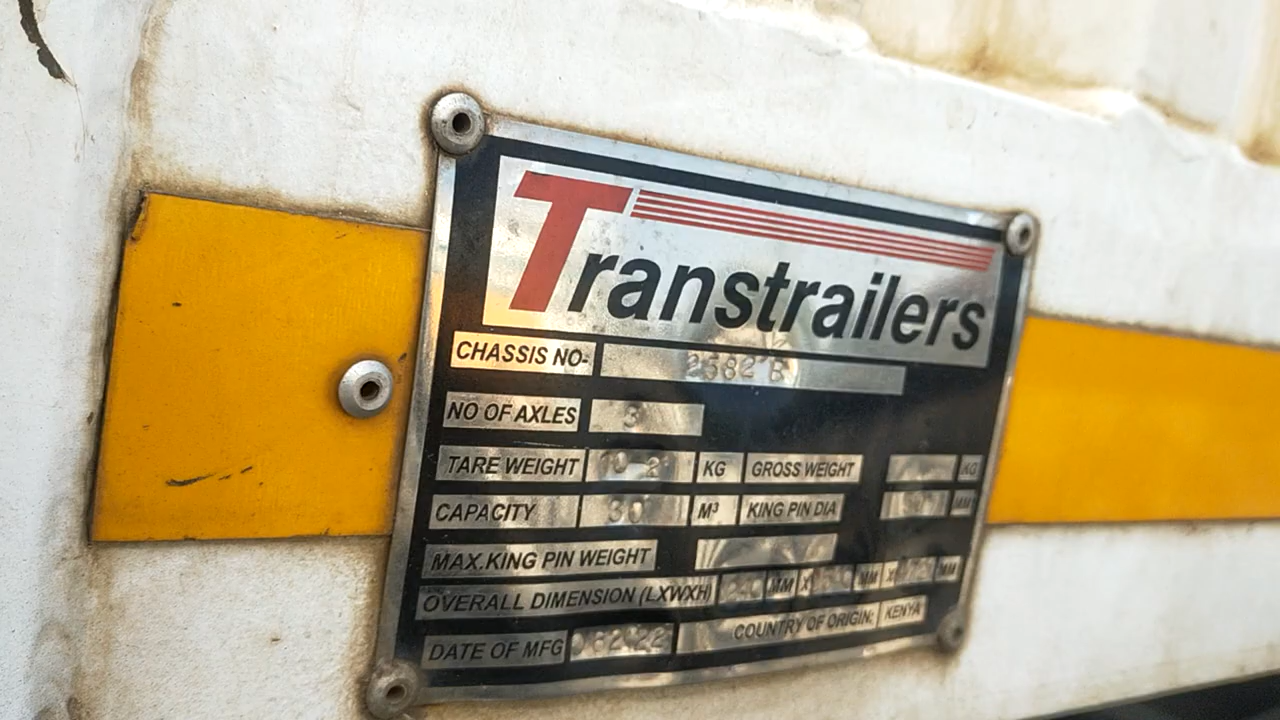 Transtrailers
CHASSIS NO- 2582 B
NO OF AXLES 3
TARE WEIGHT KG GROSS WEIGHT KG
CAPACITY 30 M³ KING PIN DIA MM
MAX.KING PIN WEIGHT
OVERALL DIMENSION (LXWXH) MM X MM X MM
DATE OF MFG COUNTRY OF ORIGIN: KENYA